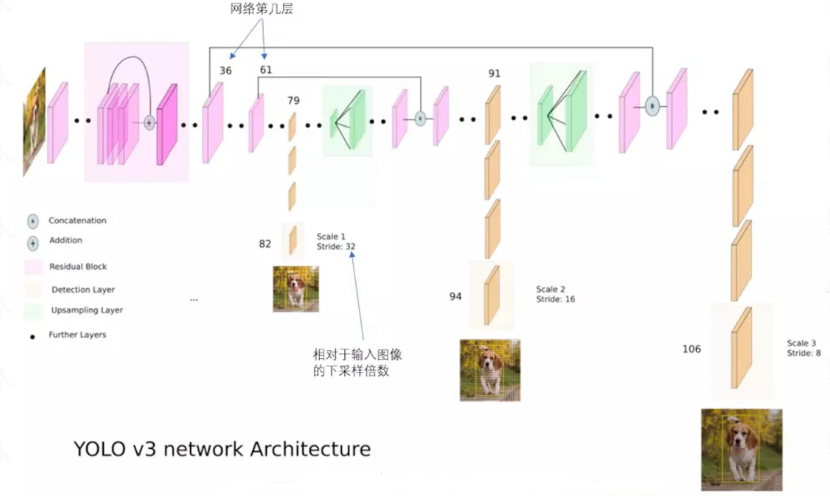 网络第几层
36
61
79
91
Concatenation
Addition
Residual Block
Detection Layer
Upsampling Layer
Further Layers
...
82
Scale 1
Stride: 32
94
Scale 2
Stride: 16
106
Scale 3
Stride: 8
相对于输入图像
的下采样倍数
YOLO v3 network Architecture